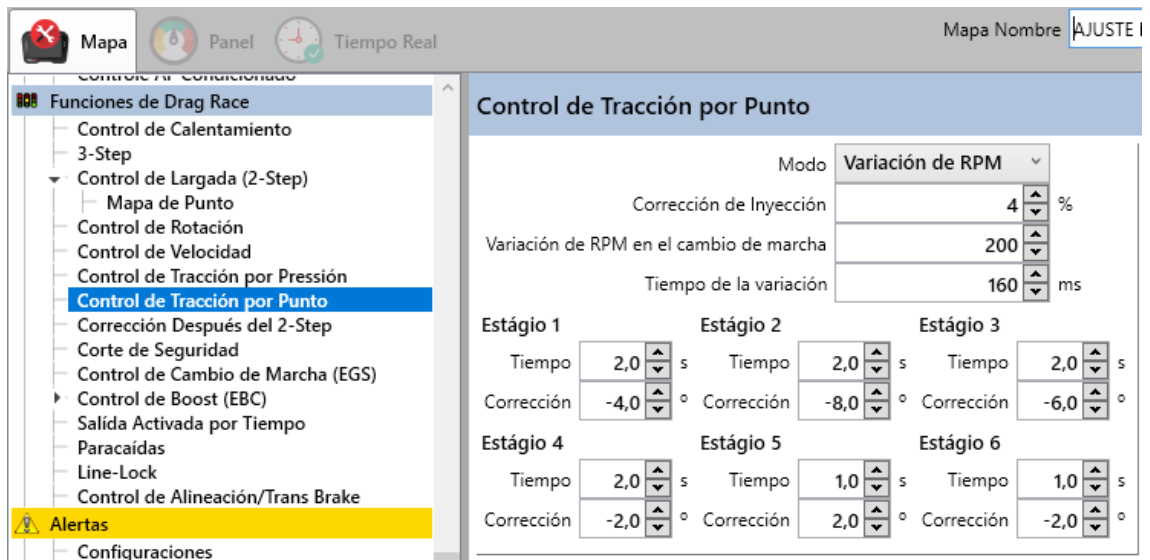 Mapa
Panel
Tiempo Real
Mapa Nombre
AJUSTE
Controle Ar Condicionado
Funciones de Drag Race
Control de Calentamiento
3-Step
Control de Largada (2-Step)
Mapa de Punto
Control de Rotación
Control de Velocidad
Control de Tracción por Pressión
Control de Tracción por Punto
Corrección Después del 2-Step
Corte de Seguridad
Control de Cambio de Marcha (EGS)
Control de Boost (EBC)
Salída Activada por Tiempo
Paracaídas
Line-Lock
Control de Alineación/Trans Brake
Alertas
Configuraciones
Control de Tracción por Punto
Modo Variación de RPM
Corrección de Inyección 4 %
Variación de RPM en el cambio de marcha 200
Tiempo de la variación 160 ms
Estágio 1 Estágio 2 Estágio 3
Tiempo 2,0 s Tiempo 2,0 s Tiempo 2,0 s
Corrección -4,0 º Corrección -8,0 º Corrección -6,0 º
Estágio 4 Estágio 5 Estágio 6
Tiempo 2,0 s Tiempo 1,0 s Tiempo 1,0 s
Corrección -2,0 º Corrección 2,0 º Corrección -2,0 º